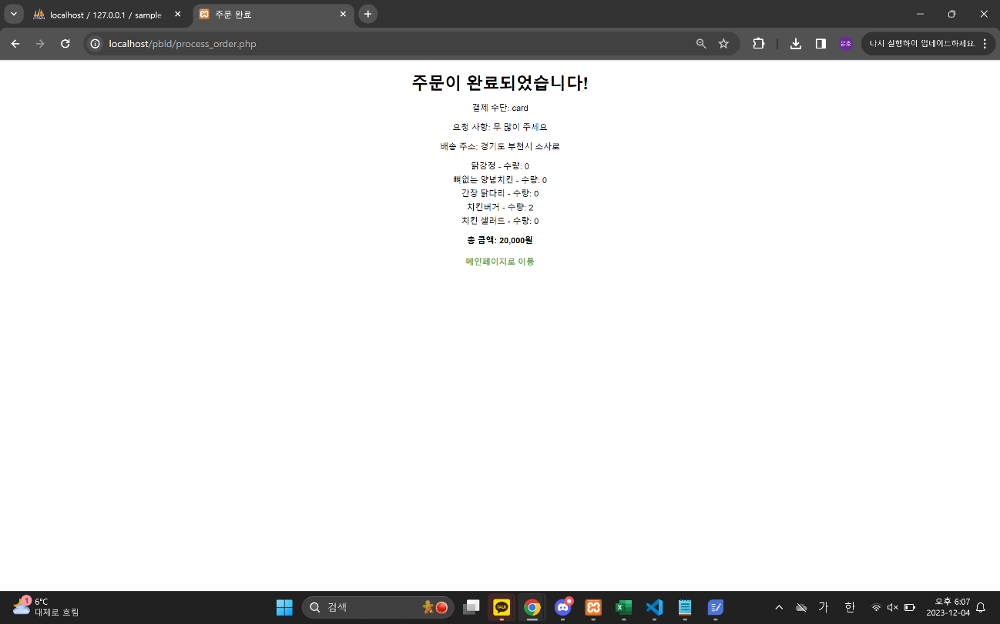 localhost / 127.0.0.1 / sample
주문 완료
localhost/pbld/process_order.php
은호
다시 실행하여 업데이트하세요.
주문이 완료되었습니다!
결제 수단: card
요청 사항: 무 많이 주세요
배송 주소: 경기도 부천시 소사로
닭강정 - 수량: 0
뼈없는 양념치킨 - 수량: 0
간장 닭다리 - 수량: 0
치킨버거 - 수량: 2
치킨 샐러드 - 수량: 0
총 금액: 20,000원
메인페이지로 이동
1
6°C
대체로 흐림
검색
TALK
가
한
오후 6:07
2023-12-04